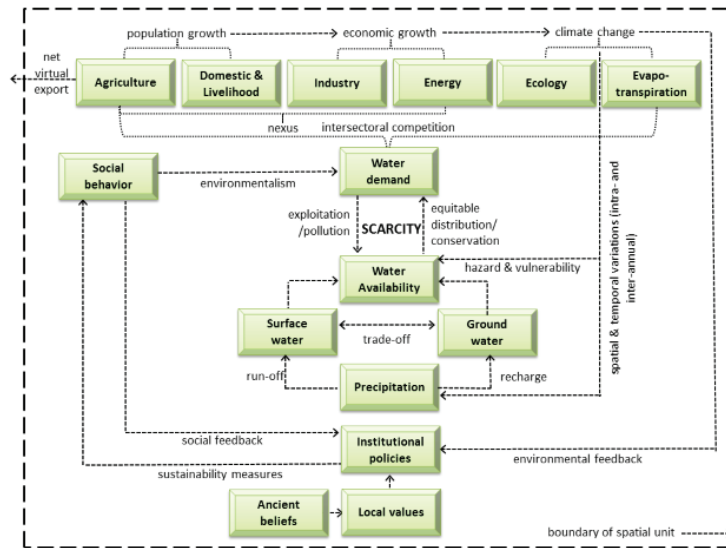 population growth
economic growth
climate change
net
virtual
export
Agriculture
Domestic &
Livelihood
Industry
Energy
Ecology
Evapo-
transpiration
nexus
intersectoral competition
Social
behavior
environmentalism
Water
demand
exploitation
/pollution
SCARCITY
equitable
distribution/
conservation
spatial & temporal variations (intra- and
inter-annual)
Water
Availability
hazard & vulnerability
Surface
water
trade-off
Ground
water
run-off
Precipitation
recharge
social feedback
Institutional
policies
sustainability measures
environmental feedback
Ancient
beliefs
Local values
boundary of spatial unit